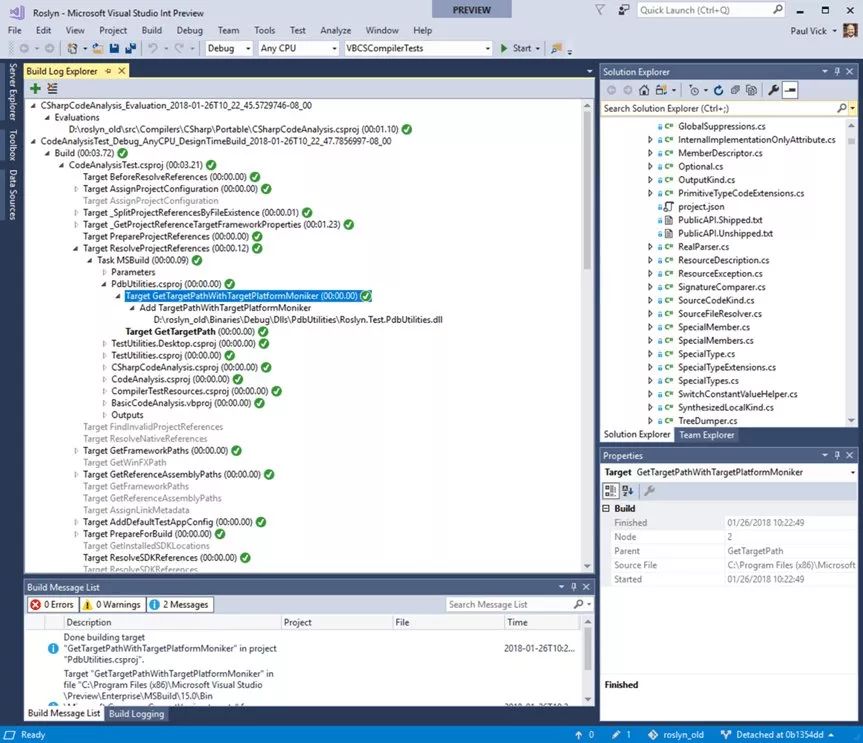 Roslyn - Microsoft Visual Studio Int Preview
PREVIEW
Quick Launch (Ctrl+Q)
File Edit View Project Build Debug Team Tools Test Analyze Window Help
Paul Vick
Debug Any CPU VBCSCompilerTests Start
Server Explorer
Toolbox
Data Sources
Build Log Explorer
CSharpCodeAnalysis_Evaluation_2018-01-26T10_22_45.5729746-08_00
Evaluations
D:\roslyn_old\src\Compilers\CSharp\Portable\CSharpCodeAnalysis.csproj (00:01.10)
CodeAnalysisTest_Debug_AnyCPU_DesignTimeBuild_2018-01-26T10_22_47.7856997-08_00
Build (00:03.72)
CodeAnalysisTest.csproj (00:03.21)
Target BeforeResolveReferences (00:00.00)
Target AssignProjectConfiguration (00:00.00)
Target AssignProjectConfiguration
Target _SplitProjectReferencesByFileExistence (00:00.01)
Target _GetProjectReferenceTargetFrameworkProperties (00:01.23)
Target PrepareProjectReferences (00:00.00)
Target ResolveProjectReferences (00:00.12)
Task MSBuild (00:00.09)
Parameters
PdbUtilities.csproj (00:00.00)
Target GetTargetPathWithTargetPlatformMoniker (00:00.00)
Add TargetPathWithTargetPlatformMoniker
D:\roslyn_old\Binaries\Debug\Dlls\PdbUtilities\Roslyn.Test.PdbUtilities.dll
Target GetTargetPath (00:00.00)
TestUtilities.Desktop.csproj (00:00.00)
TestUtilities.csproj (00:00.00)
CSharpCodeAnalysis.csproj (00:00.00)
CodeAnalysis.csproj (00:00.00)
CompilerTestResources.csproj (00:00.00)
BasicCodeAnalysis.vbproj (00:00.00)
Outputs
Target FindInvalidProjectReferences
Target ResolveNativeReferences
Target GetFrameworkPaths (00:00.00)
Target GetWinFXPath
Target GetReferenceAssemblyPaths (00:00.00)
Target GetFrameworkPaths
Target GetReferenceAssemblyPaths
Target AssignLinkMetadata
Target AddDefaultTestAppConfig (00:00.00)
Target PrepareForBuild (00:00.00)
Target GetInstalledSDKLocations
Target ResolveSDKReferences (00:00.00)
Target ResolveSDKReferences
Solution Explorer
Search Solution Explorer (Ctrl+;)
GlobalSuppressions.cs
InternalImplementationOnlyAttribute.cs
MemberDescriptor.cs
Optional.cs
OutputKind.cs
PrimitiveTypeCodeExtensions.cs
project.json
PublicAPI.Shipped.txt
PublicAPI.Unshipped.txt
RealParser.cs
ResourceDescription.cs
ResourceException.cs
SignatureComparer.cs
SourceCodeKind.cs
SourceFileResolver.cs
SpecialMember.cs
SpecialMembers.cs
SpecialType.cs
SpecialTypeExtensions.cs
SpecialTypes.cs
SwitchConstantValueHelper.cs
SynthesizedLocalKind.cs
TreeDumper.cs
Solution Explorer Team Explorer
Properties
Target GetTargetPathWithTargetPlatformMoniker
Build
Finished 01/26/2018 10:22:49
Node 2
Parent GetTargetPath
Source File C:\Program Files (x86)\Microsoft
Started 01/26/2018 10:22:49
Finished
Build Message List
0 Errors 0 Warnings 2 Messages Search Message List
Description Project File Time
Done building target
"GetTargetPathWithTargetPlatformMoniker" in project
"PdbUtilities.csproj".
2018-01-26T10:2...
Target "GetTargetPathWithTargetPlatformMoniker" in
file "C:\Program Files (x86)\Microsoft Visual Studio
\Preview\Enterprise\MSBuild\15.0\Bin
Build Message List Build Logging
Ready 0 1 roslyn_old Detached at 0b1354dd